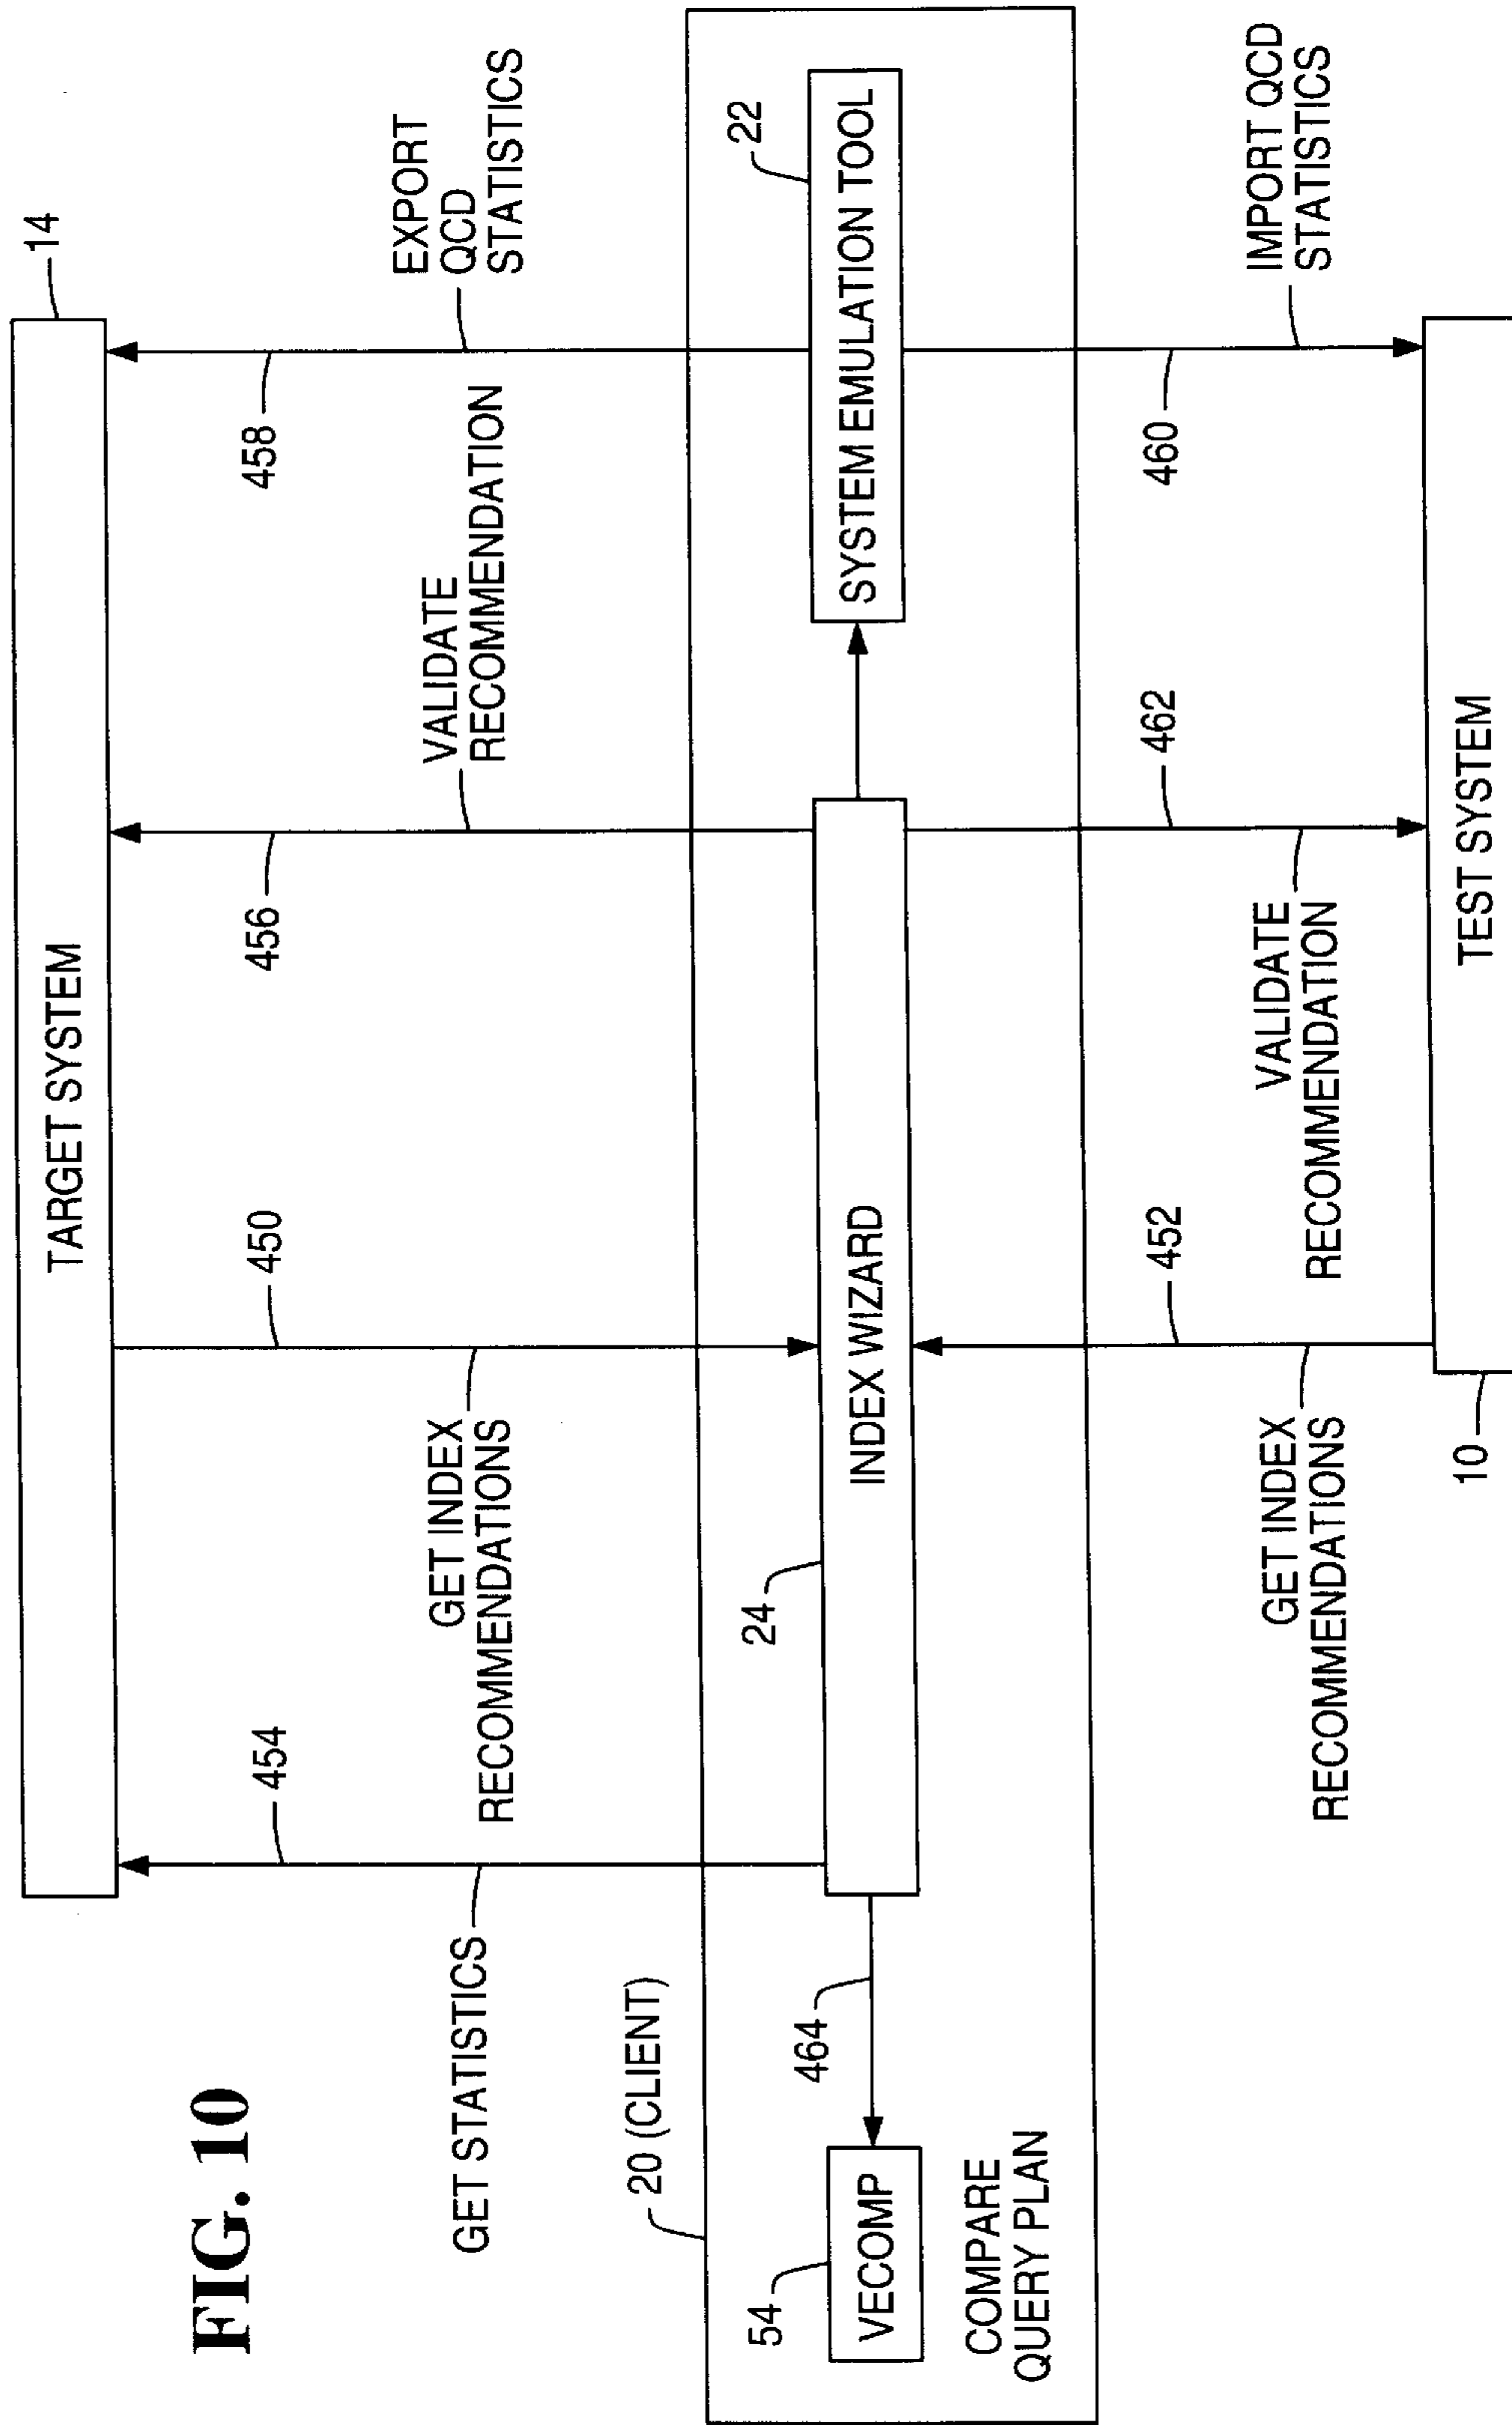 FIG. 10
TARGET SYSTEM
14
GET STATISTICS
454
GET INDEX
RECOMMENDATIONS
450
456
VALIDATE
RECOMMENDATION
458
EXPORT
QCD
STATISTICS
20 (CLIENT)
54
VECOMP
COMPARE
QUERY PLAN
464
24
INDEX WIZARD
SYSTEM EMULATION TOOL
22
GET INDEX
RECOMMENDATIONS
452
VALIDATE
RECOMMENDATION
462
460
IMPORT QCD
STATISTICS
10
TEST SYSTEM